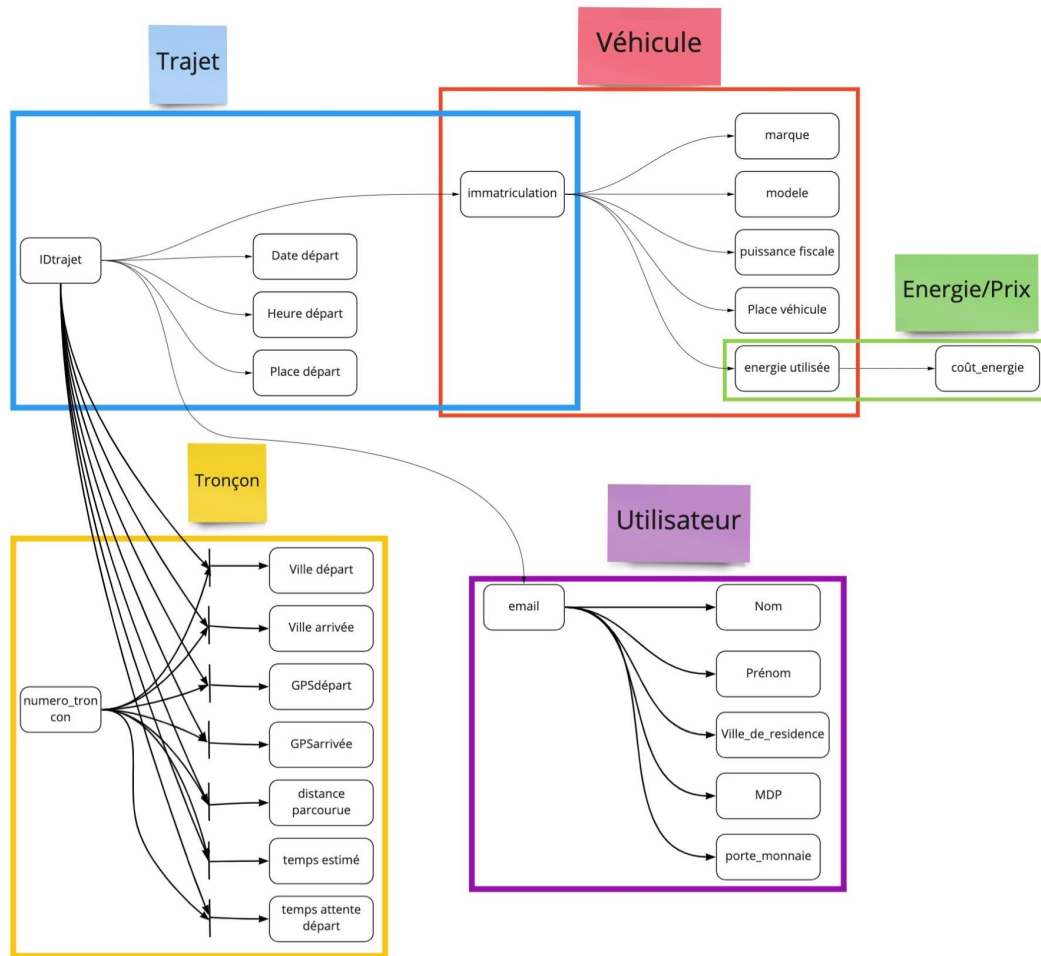 Trajet
Véhicule
marque
immatriculation
modele
IDtrajet
Date départ
puissance fiscale
Energie/Prix
Heure départ
Place véhicule
Place départ
energie utilisée
coût_energie
Tronçon
Utilisateur
Ville départ
email
Nom
Ville arrivée
Prénom
GPSdépart
numero_tron
con
Ville_de_residence
GPSarrivée
distance
parcourue
MDP
temps estimé
porte_monnaie
temps attente
départ